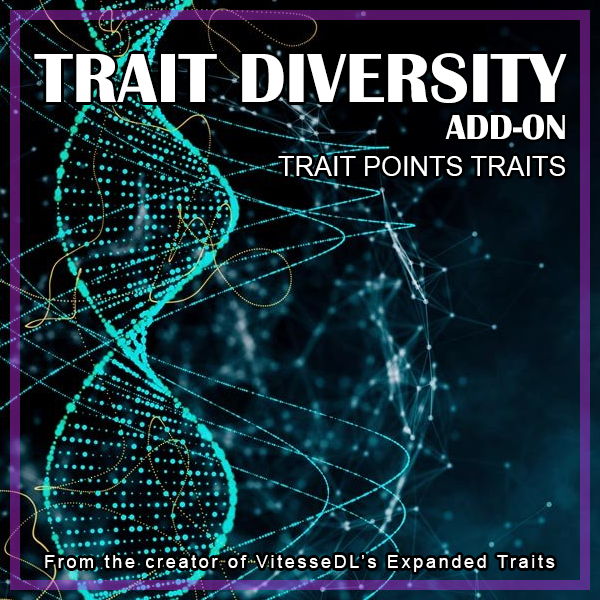 TRAIT DIVERSITY
ADD-ON
TRAIT POINTS TRAITS
From the creator of VitesseDL's Expanded Traits